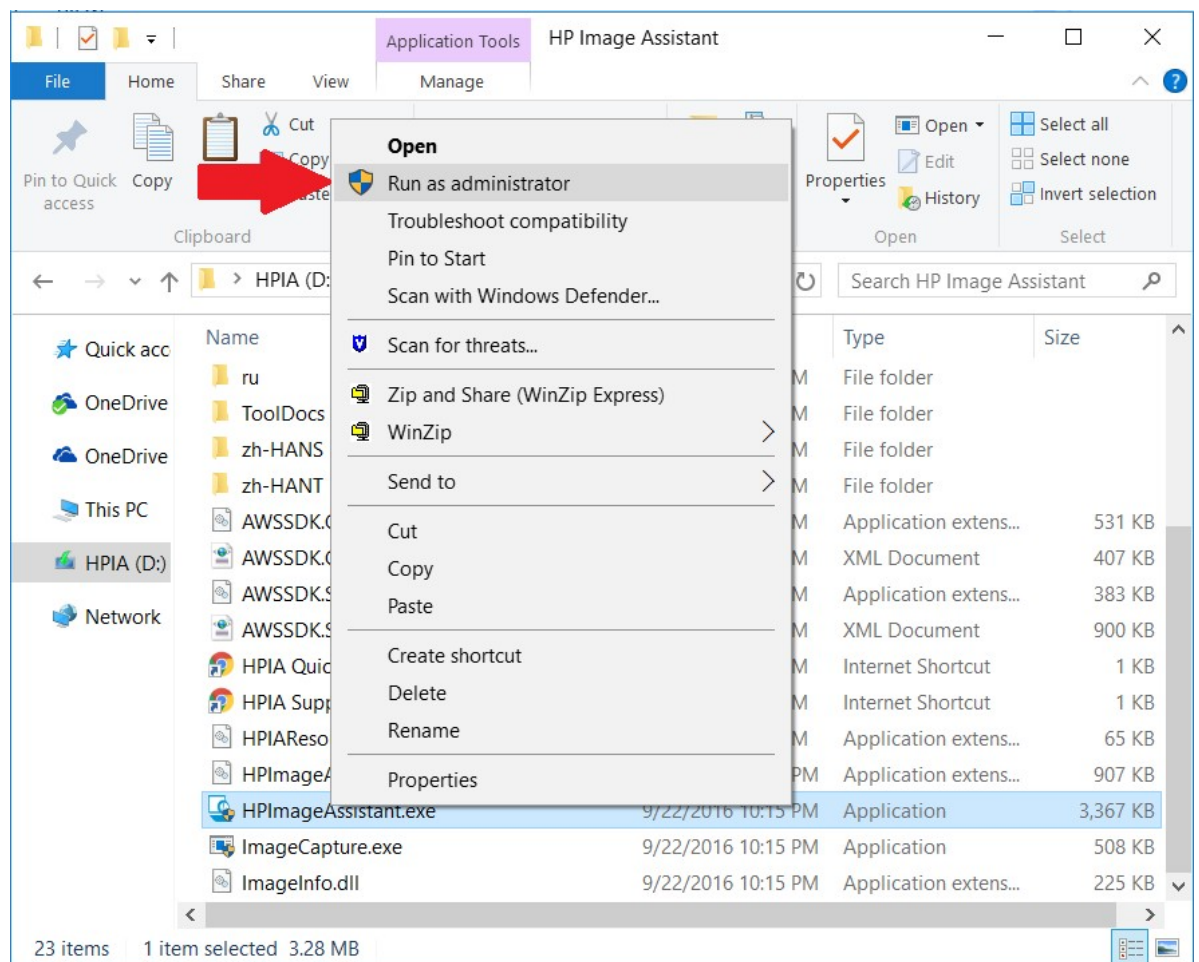 Application Tools HP Image Assistant
File Home Share View Manage
Pin to Quick access
Copy
Cut
Copy
Clipboard
Properties
Open
Edit
History
Open
Select all
Select none
Invert selection
Select
Open
Run as administrator
Troubleshoot compatibility
Pin to Start
Scan with Windows Defender...
Scan for threats...
Zip and Share (WinZip Express)
WinZip
Send to
Cut
Copy
Paste
Create shortcut
Delete
Rename
Properties
HPIA (D:
Search HP Image Assistant
Quick acc
OneDrive
OneDrive
This PC
HPIA (D:)
Network
Name Type Size
ru M File folder
ToolDocs M File folder
zh-HANS M File folder
zh-HANT M File folder
AWSSDK. M Application extens... 531 KB
AWSSDK. M XML Document 407 KB
AWSSDK.S M Application extens... 383 KB
AWSSDK.S M XML Document 900 KB
HPIA Quic M Internet Shortcut 1 KB
HPIA Supp M Internet Shortcut 1 KB
HPIAReso M Application extens... 65 KB
HPImageA PM Application extens... 907 KB
HPImageAssistant.exe 9/22/2016 10:15 PM Application 3,367 KB
ImageCapture.exe 9/22/2016 10:15 PM Application 508 KB
ImageInfo.dll 9/22/2016 10:15 PM Application extens... 225 KB
23 items 1 item selected 3.28 MB